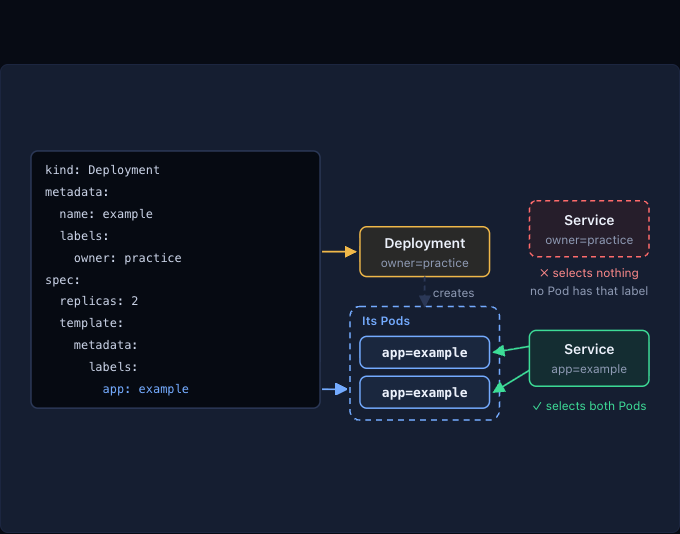 kind: Deployment
metadata:
  name: example
  labels:
    owner: practice
spec:
  replicas: 2
  template:
    metadata:
      labels:
        app: example
Deployment
owner=practice
creates
Its Pods
app=example
app=example
Service
owner=practice
✕ selects nothing
no Pod has that label
Service
app=example
✓ selects both Pods